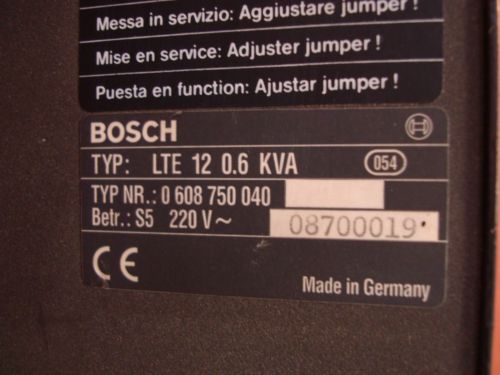 Messa in servizio: Aggiustare jumper!
Mise en service: Adjuster jumper!
Puesta en function: Ajustar jumper!
BOSCH
TYP: LTE 12 0.6 KVA 054
TYP NR.: 0 608 750 040
Betr.: S5 220 V~ 08700019
CE
Made in Germany